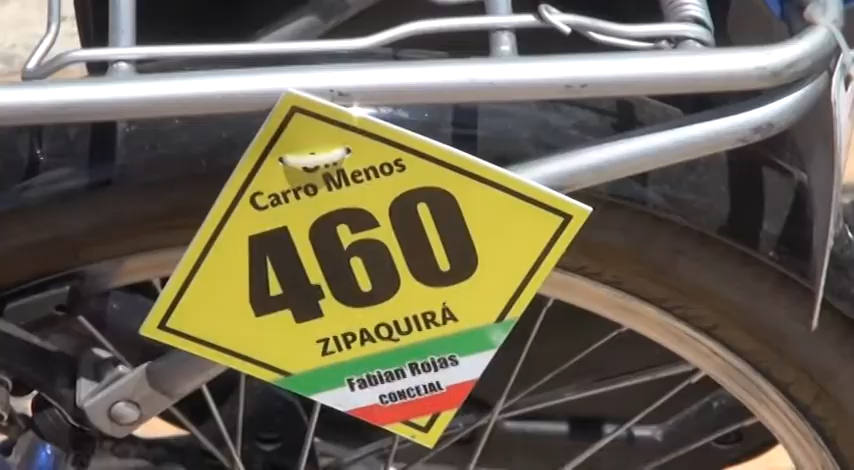 Carro Menos
460
ZIPAQUIRÁ
Fabian Rojas
CONCEJAL